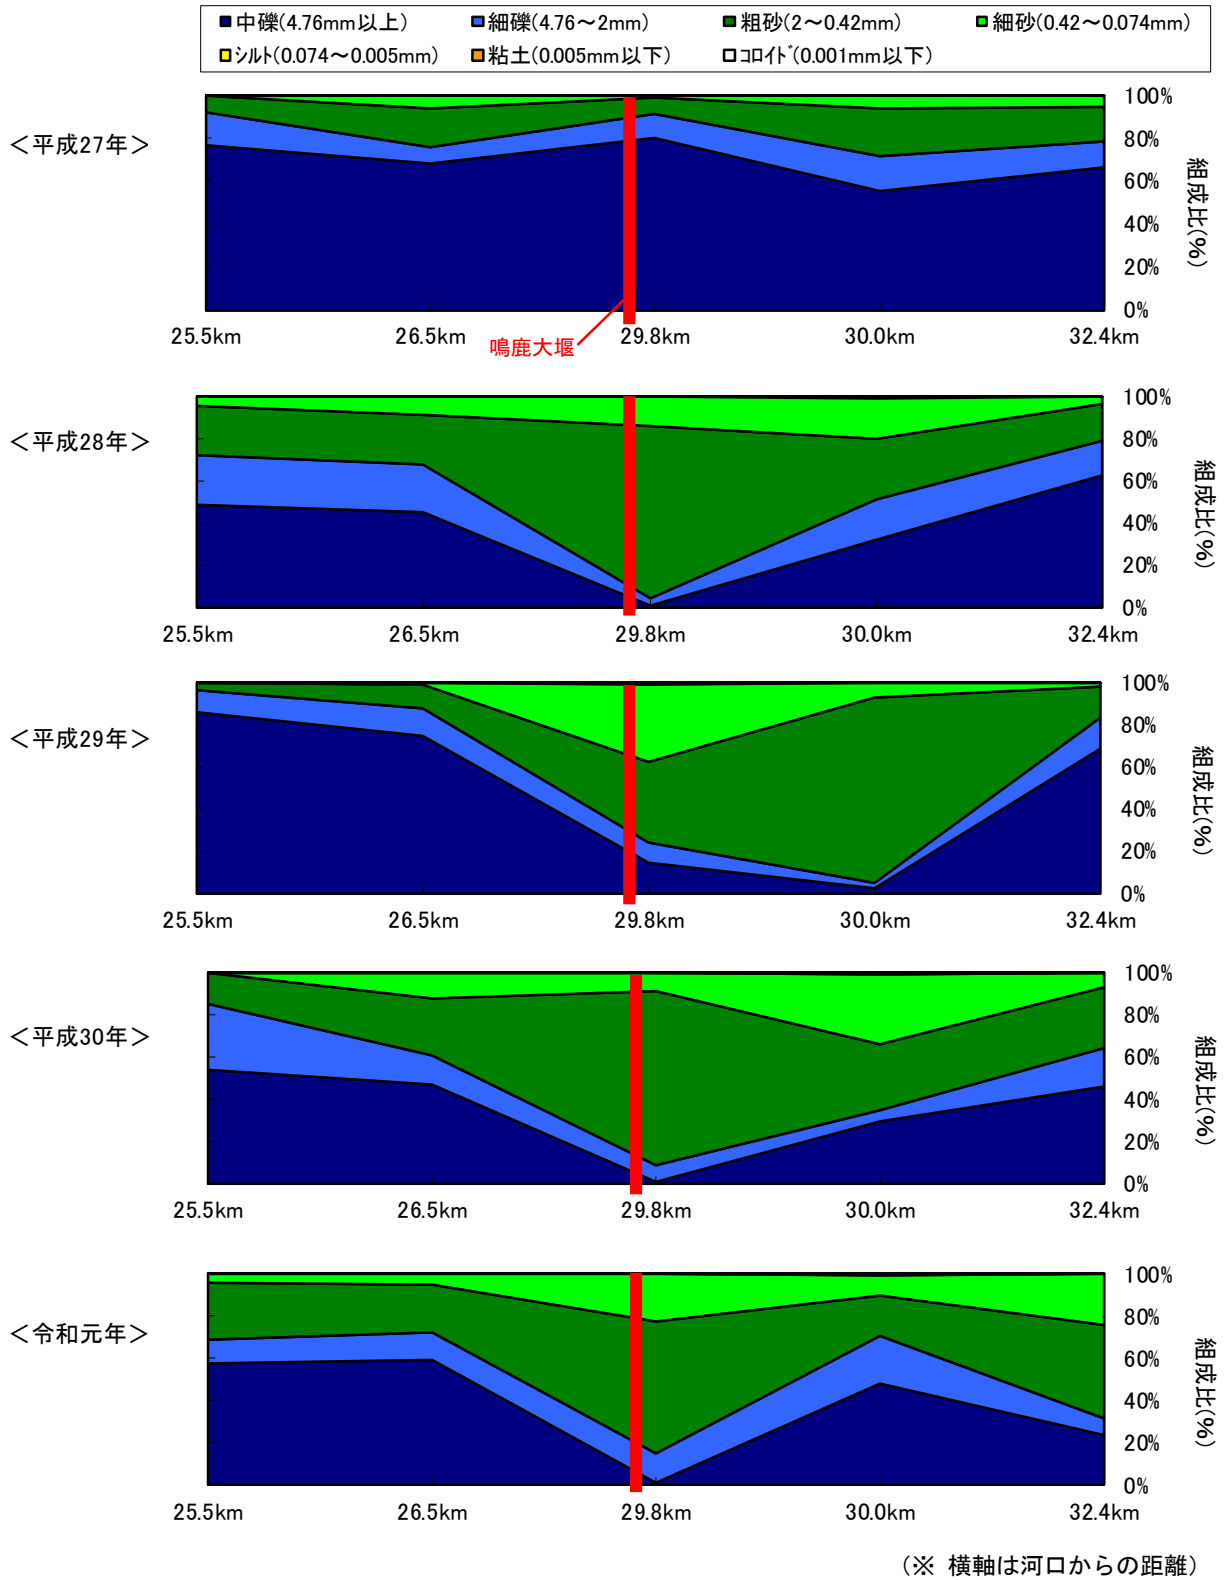 中礫(4.76mm以上) 細礫(4.76～2mm) 粗砂(2～0.42mm) 細砂(0.42～0.074mm)
シルト(0.074～0.005mm) 粘土(0.005mm以下) コロイド(0.001mm以下)
＜平成27年＞
100%
80%
60%
40%
20%
0%
組成比(%)
25.5km 26.5km 29.8km 30.0km 32.4km
鳴鹿大堰
＜平成28年＞
100%
80%
60%
40%
20%
0%
組成比(%)
25.5km 26.5km 29.8km 30.0km 32.4km
＜平成29年＞
100%
80%
60%
40%
20%
0%
組成比(%)
25.5km 26.5km 29.8km 30.0km 32.4km
＜平成30年＞
100%
80%
60%
40%
20%
0%
組成比(%)
25.5km 26.5km 29.8km 30.0km 32.4km
＜令和元年＞
100%
80%
60%
40%
20%
0%
組成比(%)
25.5km 26.5km 29.8km 30.0km 32.4km
(※ 横軸は河口からの距離)